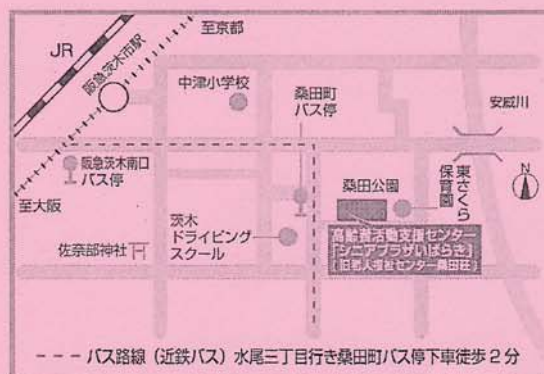 JR
至京都
阪急茨木市駅
中津小学校
桑田町
バス停
安威川
阪急茨木南口
バス停
至大阪
桑田公園
東さくら
保育園
N
茨木
ドライビング
スクール
佐奈部神社
高齢者活動支援センター
「シニアプラザいばらき」
(旧老人福祉センター桑田荘)
--- バス路線(近鉄バス)水尾三丁目行き桑田町バス停下車徒歩2分